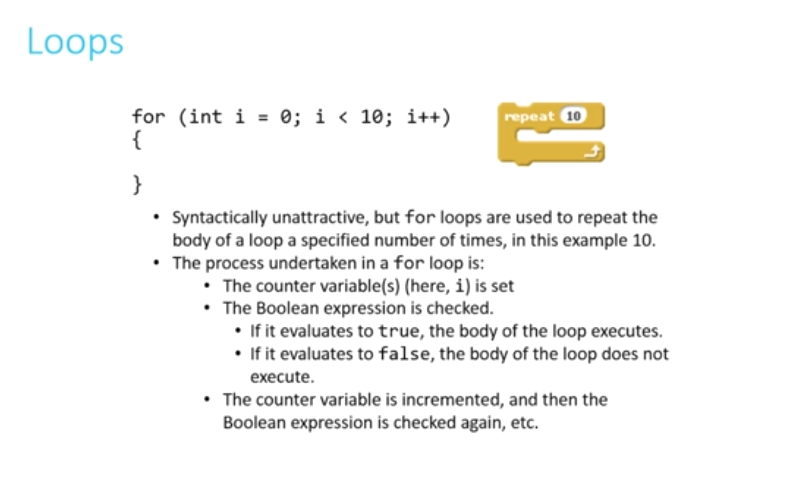 Loops
for (int i = 0; i < 10; i++)
{
}
repeat 10
• Syntactically unattractive, but for loops are used to repeat the
body of a loop a specified number of times, in this example 10.
• The process undertaken in a for loop is:
• The counter variable(s) (here, i) is set
• The Boolean expression is checked.
• If it evaluates to true, the body of the loop executes.
• If it evaluates to false, the body of the loop does not
execute.
• The counter variable is incremented, and then the
Boolean expression is checked again, etc.